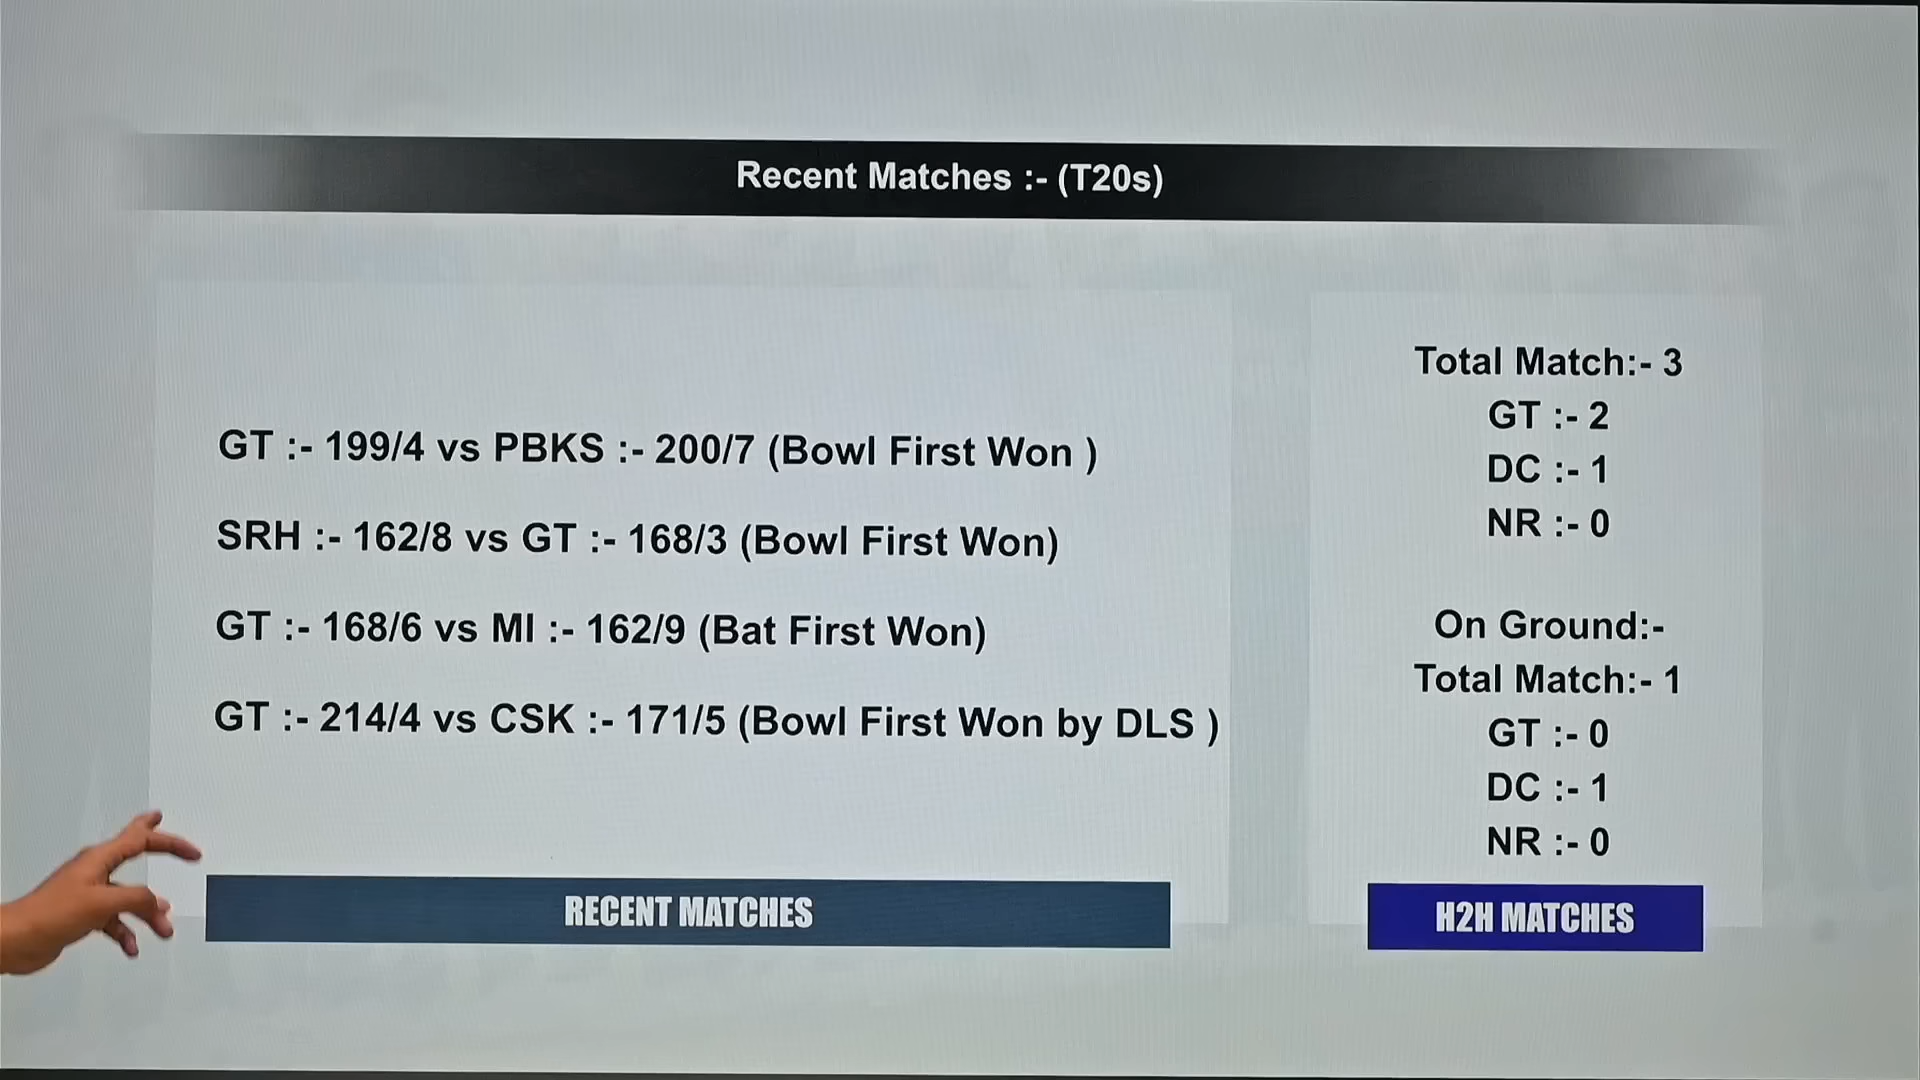 Recent Matches :- (T20s)
GT :- 199/4 vs PBKS :- 200/7 (Bowl First Won )
SRH :- 162/8 vs GT :- 168/3 (Bowl First Won)
GT :- 168/6 vs MI :- 162/9 (Bat First Won)
GT :- 214/4 vs CSK :- 171/5 (Bowl First Won by DLS )
RECENT MATCHES
Total Match:- 3
GT :- 2
DC :- 1
NR :- 0
On Ground:-
Total Match:- 1
GT :- 0
DC :- 1
NR :- 0
H2H MATCHES